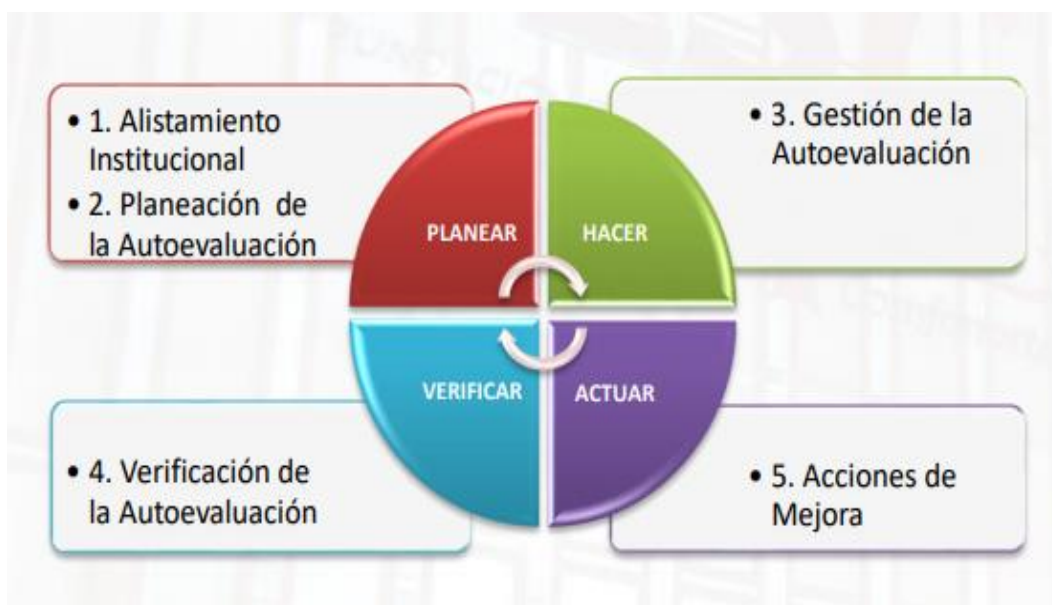 • 1. Alistamiento
Institucional
• 2. Planeación de
la Autoevaluación
PLANEAR
HACER
• 3. Gestión de la
Autoevaluación
VERIFICAR
ACTUAR
• 4. Verificación de
la Autoevaluación
• 5. Acciones de
Mejora